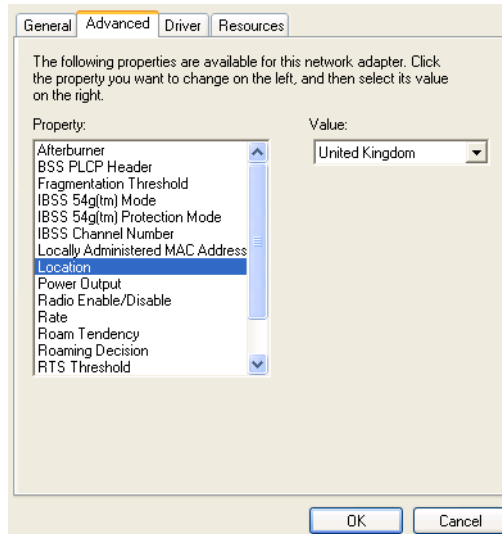 General Advanced Driver Resources
The following properties are available for this network adapter. Click
the property you want to change on the left, and then select its value
on the right.
Property:
Value:
Afterburner
BSS PLCP Header
Fragmentation Threshold
IBSS 54g(tm) Mode
IBSS 54g(tm) Protection Mode
IBSS Channel Number
Locally Administered MAC Address
Location
Power Output
Radio Enable/Disable
Rate
Roam Tendency
Roaming Decision
RTS Threshold
United Kingdom
OK Cancel